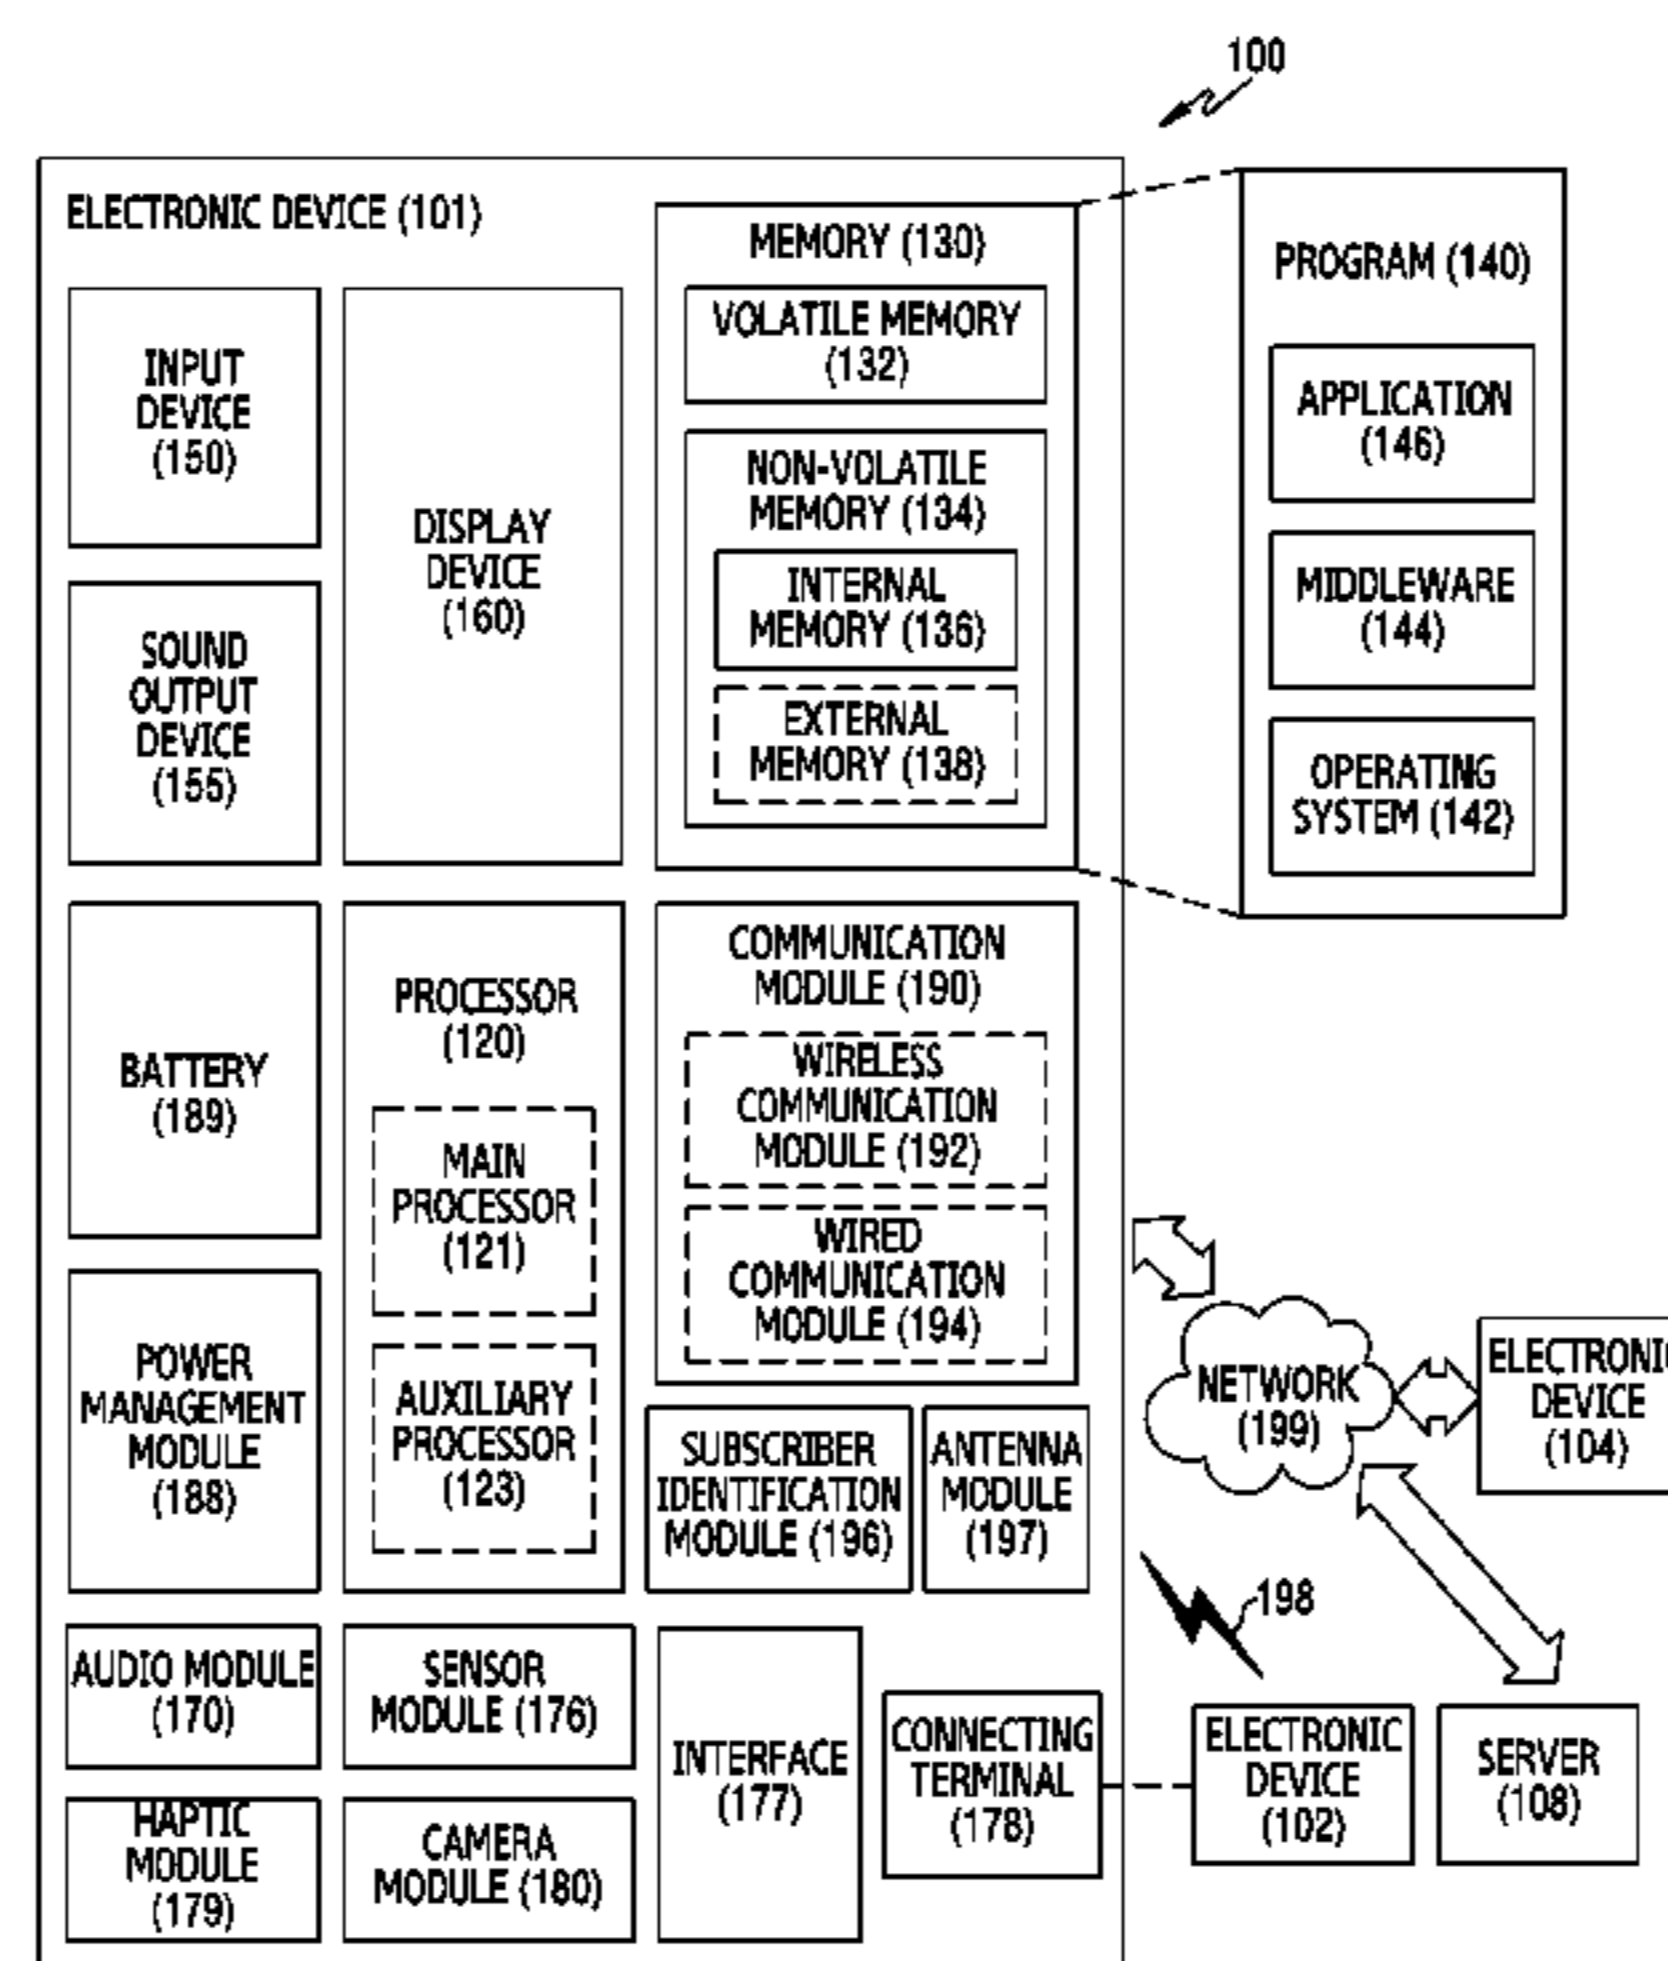 100
ELECTRONIC DEVICE (101)
INPUT
DEVICE
(150)
SOUND
OUTPUT
DEVICE
(155)
DISPLAY
DEVICE
(160)
MEMORY (130)
VOLATILE MEMORY
(132)
NON-VOLATILE
MEMORY (134)
INTERNAL
MEMORY (136)
EXTERNAL
MEMORY (138)
PROGRAM (140)
APPLICATION
(146)
MIDDLEWARE
(144)
OPERATING
SYSTEM (142)
BATTERY
(189)
POWER
MANAGEMENT
MODULE
(188)
PROCESSOR
(120)
MAIN
PROCESSOR
(121)
AUXILIARY
PROCESSOR
(123)
COMMUNICATION
MODULE (190)
WIRELESS
COMMUNICATION
MODULE (192)
WIRED
COMMUNICATION
MODULE (194)
SUBSCRIBER
IDENTIFICATION
MODULE (196)
ANTENNA
MODULE
(197)
NETWORK
(199)
ELECTRONIC
DEVICE
(104)
198
AUDIO MODULE
(170)
SENSOR
MODULE (176)
HAPTIC
MODULE
(179)
CAMERA
MODULE (180)
INTERFACE
(177)
CONNECTING
TERMINAL
(178)
ELECTRONIC
DEVICE
(102)
SERVER
(108)